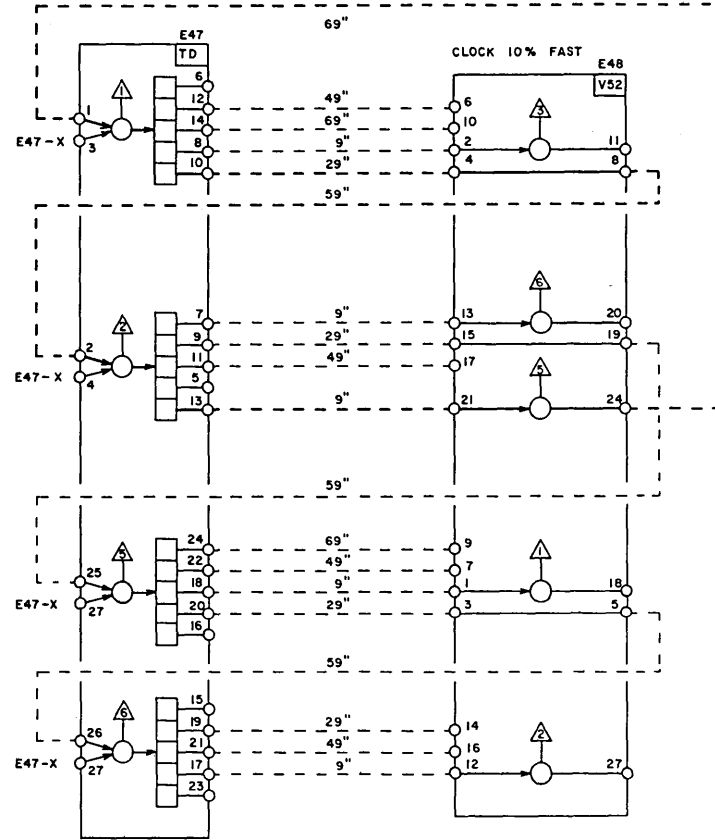 69"
E47
TD
CLOCK 10% FAST
E48
V52
6
1
1
12 49" 6
3
14 69" 10
E47-X 3
8 9" 2 11
10 29" 4 8
59"
6
7 9" 13 20
2
2
9 29" 15 19
11 49" 17
5
E47-X 4
5
13 9" 21 24
59"
24 69" 9
5
1
22 49" 7
25
18 9" 1 18
E47-X 27
20 29" 3 5
16
59"
6
15
2
26
19 29" 14
21 49" 16
E47-X 27
17 9" 12 27
23